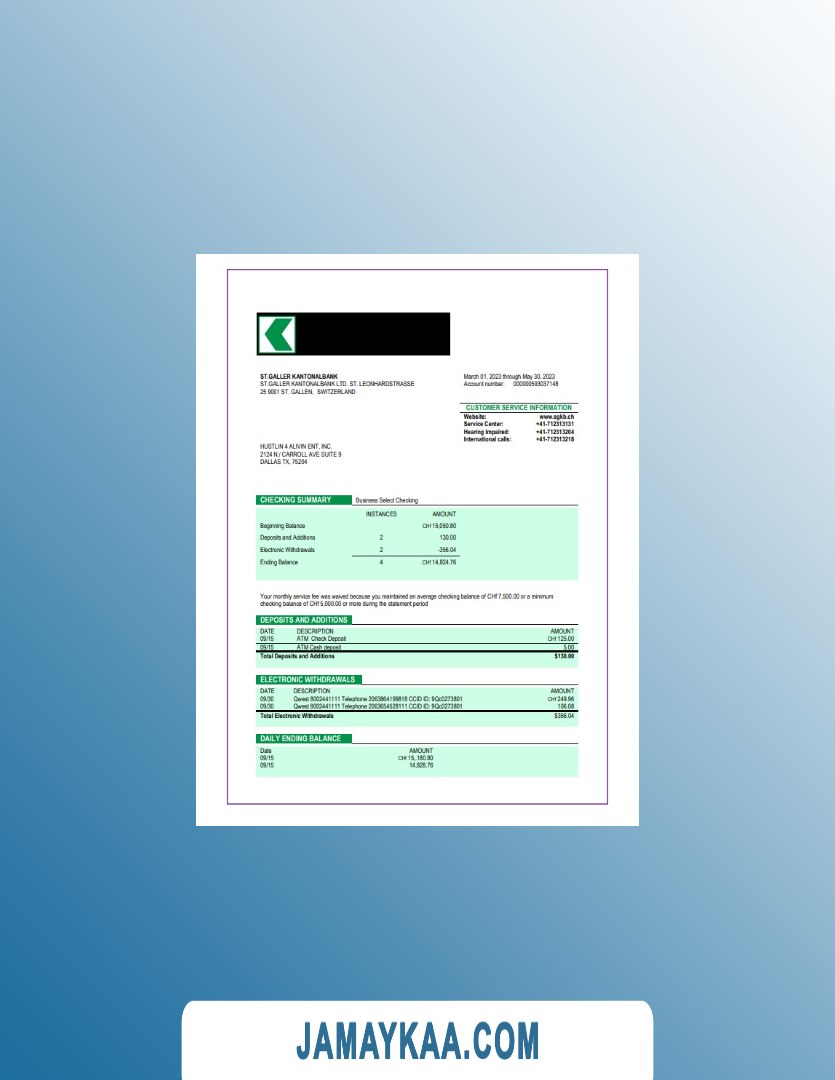 ST.GALLER KANTONALBANK
ST.GALLER KANTONALBANK LTD. ST. LEONHARDSTRASSE
25 9001 ST. GALLEN, SWITZERLAND
March 01, 2023 through May 30, 2023
Account number: 000000593037148
CUSTOMER SERVICE INFORMATION
Website: www.sgkb.ch
Service Center: +41-712313131
Hearing Impaired: +41-712313204
International calls: +41-712313218
HUSTLIN 4 ALIVIN ENT, INC.
2124 N./ CARROLL AVE SUITE 9
DALLAS TX, 75204
CHECKING SUMMARY Business Select Checking
INSTANCES AMOUNT
Beginning Balance CHf 15,050.80
Deposits and Additions 2 130.00
Electronic Withdrawals 2 -356.04
Ending Balance 4 CHf 14,824.76
Your monthly service fee was waived because you maintained an average checking balance of CHf 7,500.00 or a minimum
checking balance of CHf 5,000.00 or more during the statement period
DEPOSITS AND ADDITIONS
DATE DESCRIPTION AMOUNT
09/15 ATM Check Deposit CHf 125.00
ATM Cash deposit 5.00
Total Deposits and Additions $130.00
ELECTRONIC WITHDRAWALS
DATE DESCRIPTION AMOUNT
09/30 Qwest 8002441111 Telephone 2063864199818 CCID ID: 9Qc0273801 CHf 249.96
09/30 Qwest 8002441111 Telephone 2063654528111 CCID ID: 9Qc0273801 106.08
Total Electronic Withdrawals $356.04
DAILY ENDING BALANCE
Date AMOUNT
09/15 CHf 15,.180.80
09/15 14,828.76
JAMAYKAA.COM